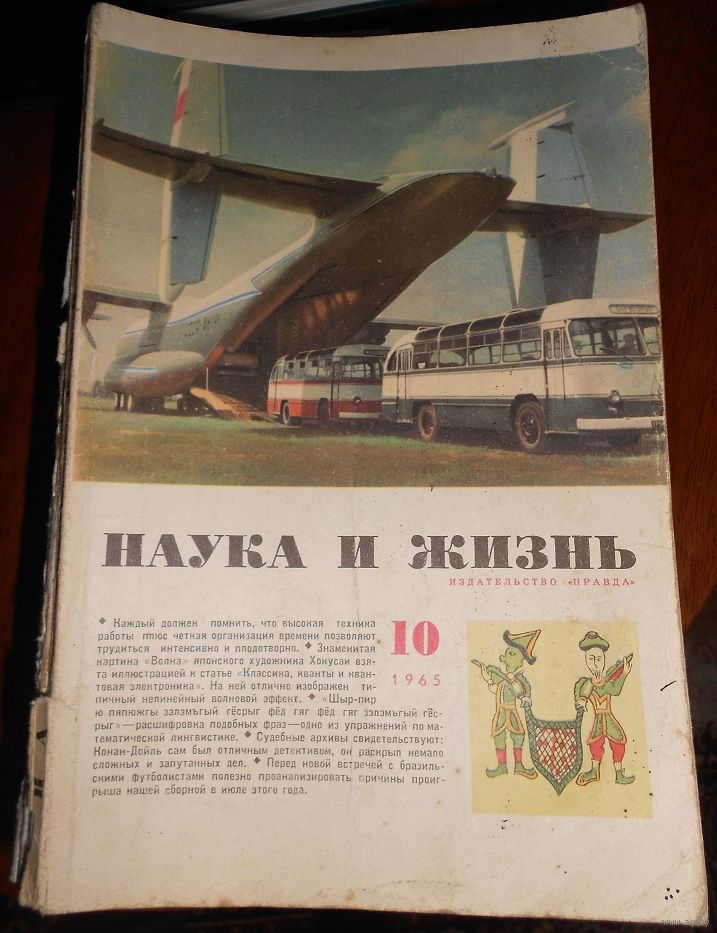 СССР
НАУКА И ЖИЗНЬ
ИЗДАТЕЛЬСТВО «ПРАВДА»
◆ Каждый должен помнить, что высокая техника
работы плюс четкая организация времени позволяют
трудиться интенсивно и плодотворно. ◆ Знаменитая
картина «Волна» японского художника Хокусаи взя-
та иллюстрацией к статье «Классика, кванты и кван-
товая электроника». На ней отлично изображен ти-
пичный нелинейный волновой эффект. ◆ «Шыр-пир
ю пяпюжгы зэлэмъгый гёсрыг фёд гяг фёд гяг зэлэмъгый гёс-
рыг»—расшифровка подобных фраз—одно из упражнений по ма-
тематической лингвистике. ◆ Судебные архивы свидетельствуют:
Конан-Дойль сам был отличным детективом, он раскрыл немало
сложных и запутанных дел. ◆ Перед новой встречей с бразиль-
скими футболистами полезно проанализировать причины проиг-
рыша нашей сборной в июле этого года.
10
1965